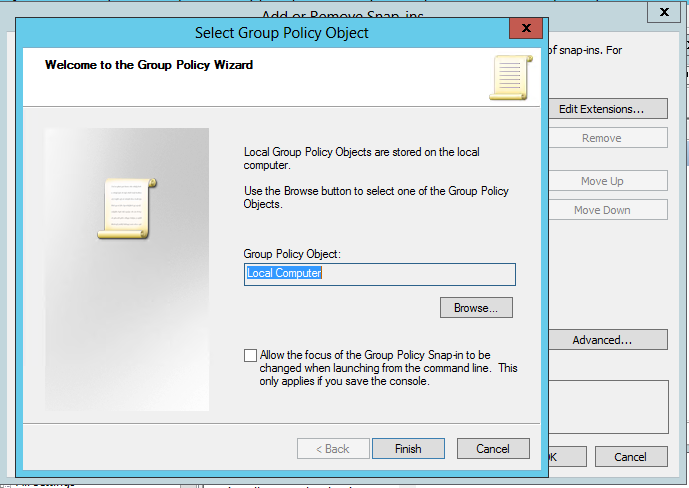 Add or Remove Snap-ins
Select Group Policy Object
Welcome to the Group Policy Wizard
of snap-ins. For
Edit Extensions...
Remove
Local Group Policy Objects are stored on the local
computer.
Use the Browse button to select one of the Group Policy
Objects.
Move Up
Move Down
Group Policy Object:
Local Computer
Browse...
Advanced...
Allow the focus of the Group Policy Snap-in to be
changed when launching from the command line. This
only applies if you save the console.
< Back
Finish
Cancel
Cancel